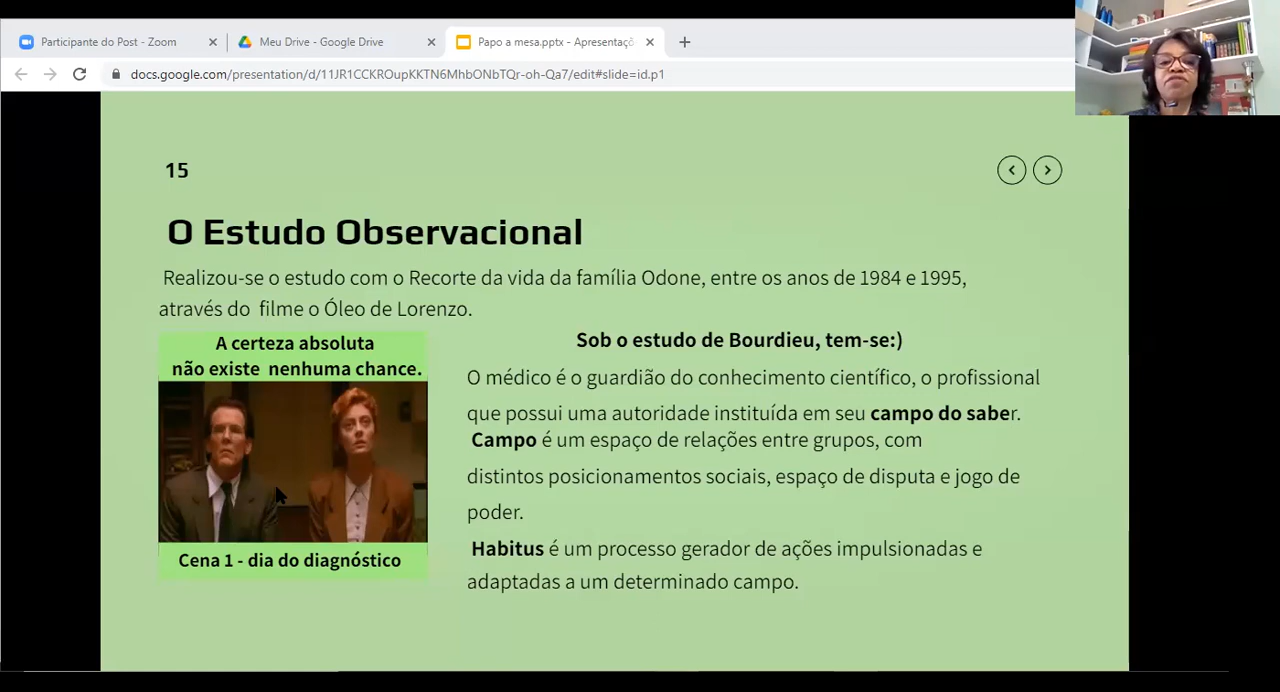 Participante do Post - Zoom
Meu Drive - Google Drive
Papo a mesa.pptx - Apresentaçõ
docs.google.com/presentation/d/11JR1CCKROupKKTN6MhbONbTQr-oh-Qa7/edit#slide=id.p1
15
O Estudo Observacional
Realizou-se o estudo com o Recorte da vida da família Odone, entre os anos de 1984 e 1995,
através do filme o Óleo de Lorenzo.
A certeza absoluta
não existe nenhuma chance.
Cena 1 - dia do diagnóstico
Sob o estudo de Bourdieu, tem-se:)
O médico é o guardião do conhecimento científico, o profissional
que possui uma autoridade instituída em seu campo do saber.
Campo é um espaço de relações entre grupos, com
distintos posicionamentos sociais, espaço de disputa e jogo de
poder.
Habitus é um processo gerador de ações impulsionadas e
adaptadas a um determinado campo.